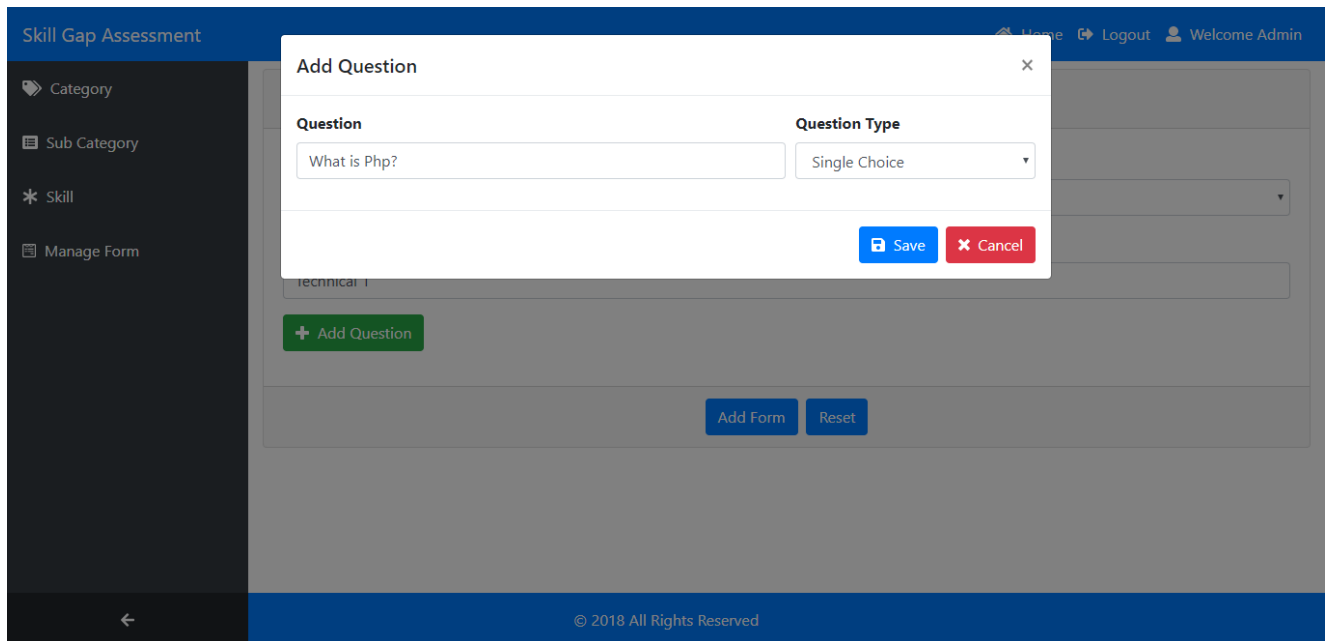 Skill Gap Assessment
Home Logout Welcome Admin
Category
Sub Category
Skill
Manage Form
Add Question ×
Question Question Type
What is Php? Single Choice
Save Cancel
Technical 1
Add Question
Add Form Reset
© 2018 All Rights Reserved